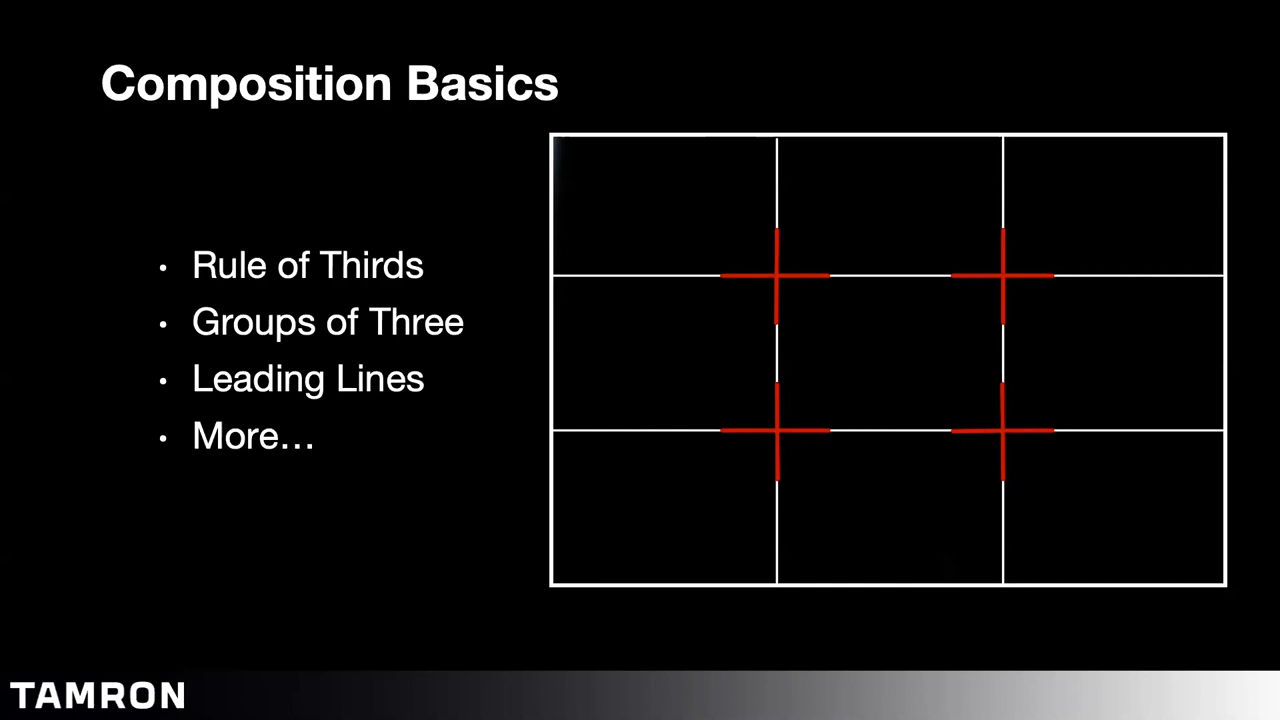 Composition Basics
• Rule of Thirds
• Groups of Three
• Leading Lines
• More…
TAMRON